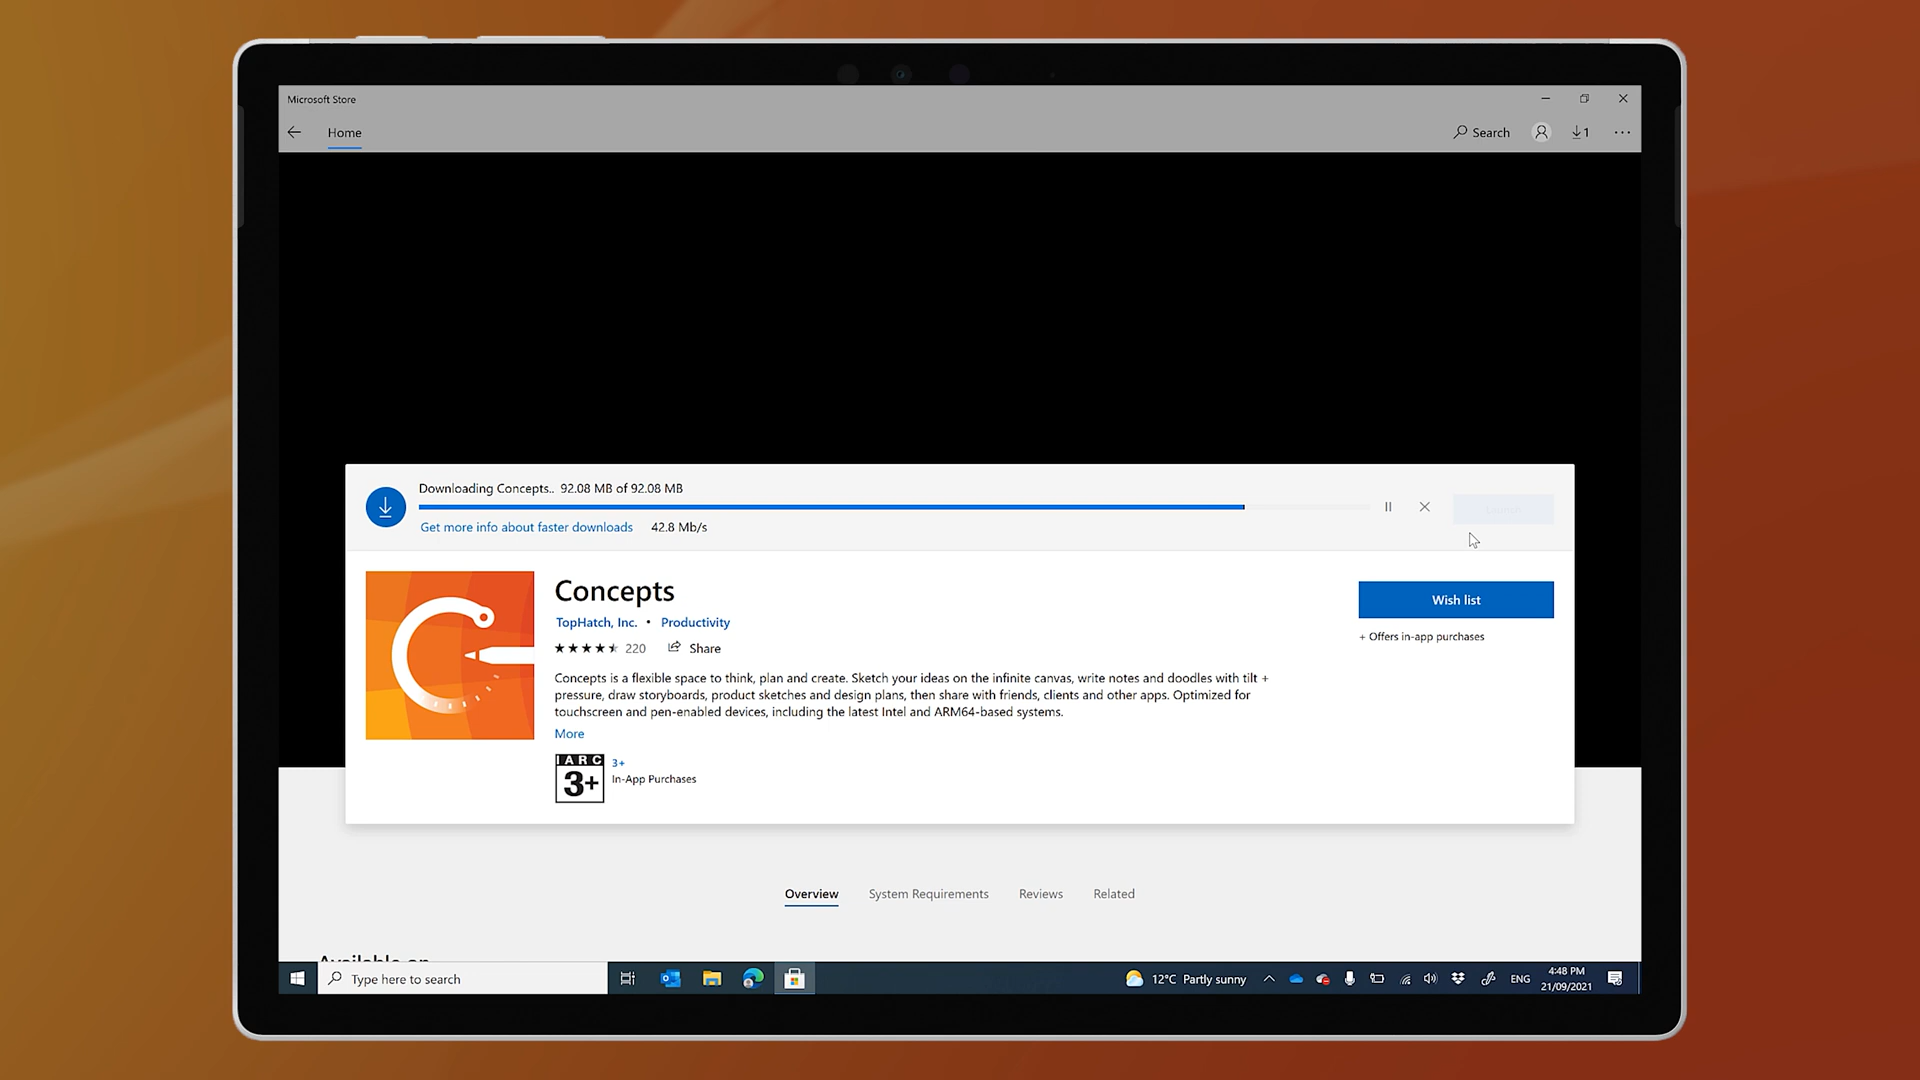 Microsoft Store
Home
Search
1
Downloading Concepts.. 92.08 MB of 92.08 MB
Get more info about faster downloads 42.8 Mb/s
Concepts
TopHatch, Inc. • Productivity
220 Share
Concepts is a flexible space to think, plan and create. Sketch your ideas on the infinite canvas, write notes and doodles with tilt +
pressure, draw storyboards, product sketches and design plans, then share with friends, clients and other apps. Optimized for
touchscreen and pen-enabled devices, including the latest Intel and ARM64-based systems.
More
Wish list
+ Offers in-app purchases
IARC
3+
3+
In-App Purchases
Overview System Requirements Reviews Related
Available on
Type here to search
12°C Partly sunny
ENG
4:48 PM
21/09/2021